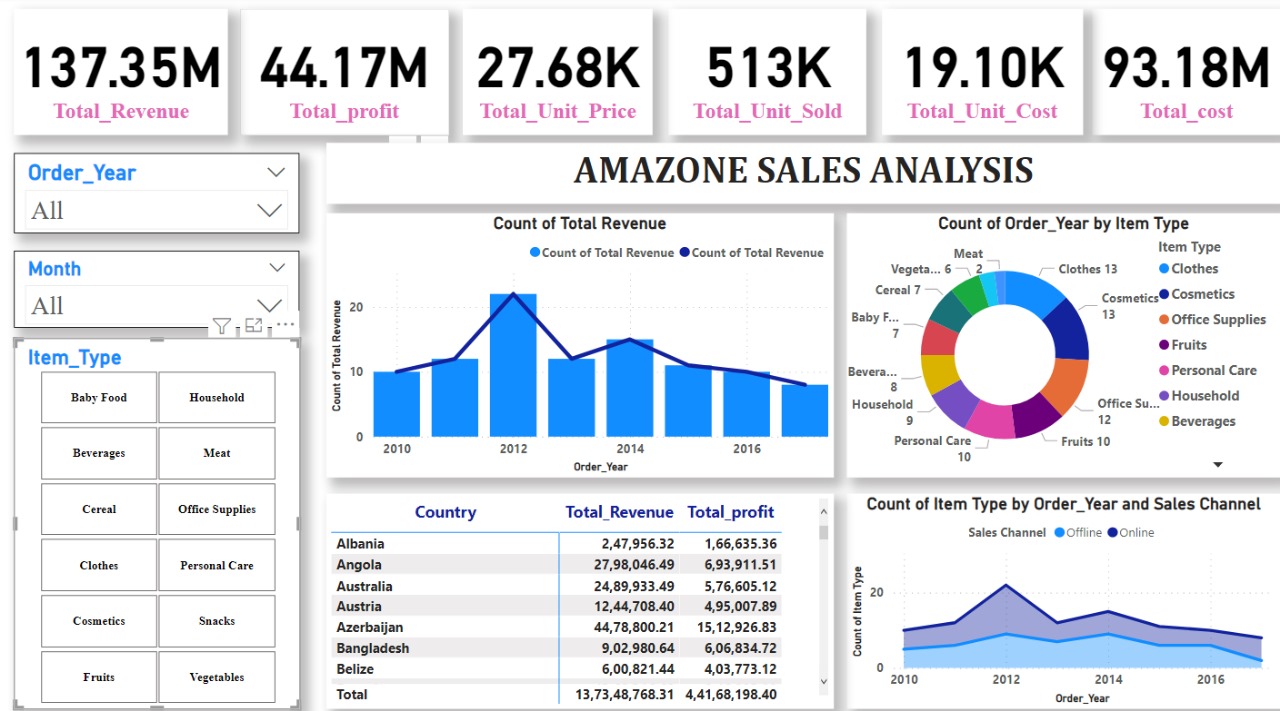 137.35M
Total_Revenue
44.17M
Total_profit
27.68K
Total_Unit_Price
513K
Total_Unit_Sold
19.10K
Total_Unit_Cost
93.18M
Total_cost
Order_Year
All
Month
All
Item_Type
Baby Food
Household
Beverages
Meat
Cereal
Office Supplies
Clothes
Personal Care
Cosmetics
Snacks
Fruits
Vegetables
AMAZONE SALES ANALYSIS
Count of Total Revenue
Count of Total Revenue
Count of Total Revenue
Count of Total Revenue
20
10
0
2010
2012
2014
2016
Order_Year
Count of Order_Year by Item Type
Meat
2
Vegeta... 6
Cereal 7
Baby F...
7
Bevera...
8
Household
9
Personal Care
10
Clothes 13
Cosmetics
13
Office Su...
12
Fruits 10
Item Type
Clothes
Cosmetics
Office Supplies
Fruits
Personal Care
Household
Beverages
Country Total_Revenue Total_profit
Albania 2,47,956.32 1,66,635.36
Angola 27,98,046.49 6,93,911.51
Australia 24,89,933.49 5,76,605.12
Austria 12,44,708.40 4,95,007.89
Azerbaijan 44,78,800.21 15,12,926.83
Bangladesh 9,02,980.64 6,06,834.72
Belize 6,00,821.44 4,03,773.12
Total 13,73,48,768.31 4,41,68,198.40
Count of Item Type by Order_Year and Sales Channel
Sales Channel Offline Online
Count of Item Type
20
0
2010
2012
2014
2016
Order_Year